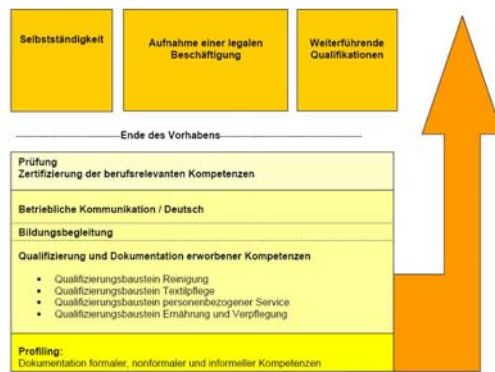 Selbstständigkeit
Aufnahme einer legalen
Beschäftigung
Weiterführende
Qualifikationen
Ende des Vorhabens
Prüfung
Zertifizierung der berufsrelevanten Kompetenzen
Betriebliche Kommunikation / Deutsch
Bildungsbegleitung
Qualifizierung und Dokumentation erworbener Kompetenzen
• Qualifizierungsbaustein Reinigung
• Qualifizierungsbaustein Textilpflege
• Qualifizierungsbaustein personenbezogener Service
• Qualifizierungsbaustein Ernährung und Verpflegung
Profiling:
Dokumentation formaler, nonformaler und informeller Kompetenzen